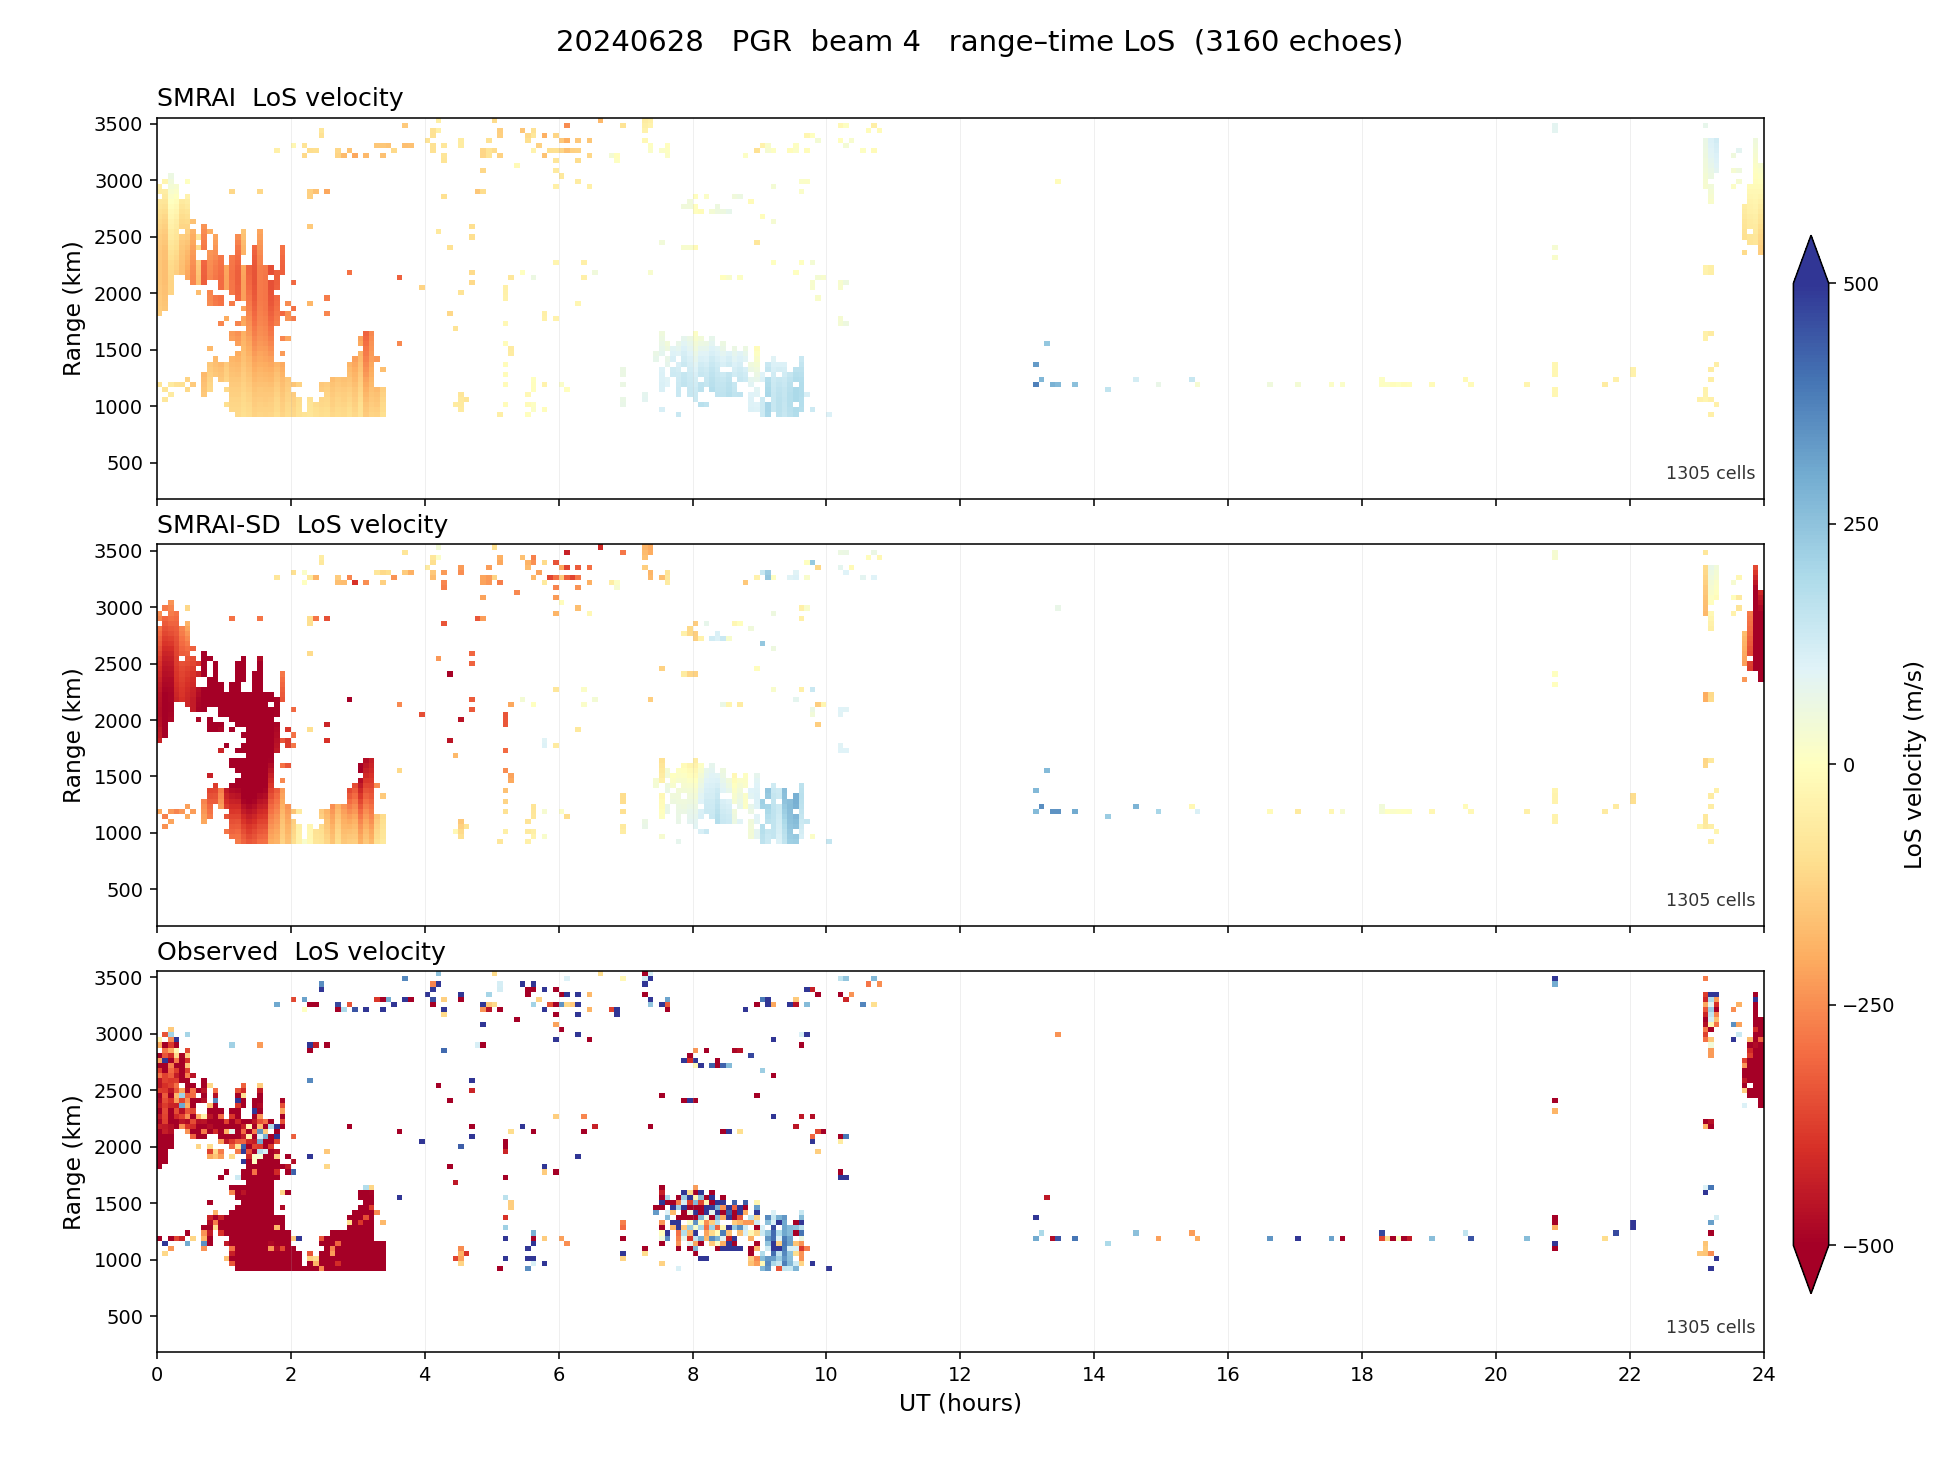 20240628   PGR  beam 4   range–time LoS  (3160 echoes)
SMRAI  LoS velocity
3500
3000
2500
2000
1500
1000
500
Range (km)
1305 cells
SMRAI-SD  LoS velocity
3500
3000
2500
2000
1500
1000
500
Range (km)
1305 cells
Observed  LoS velocity
3500
3000
2500
2000
1500
1000
500
Range (km)
1305 cells
0 2 4 6 8 10 12 14 16 18 20 22 24
UT (hours)
500
250
0
−250
−500
LoS velocity (m/s)